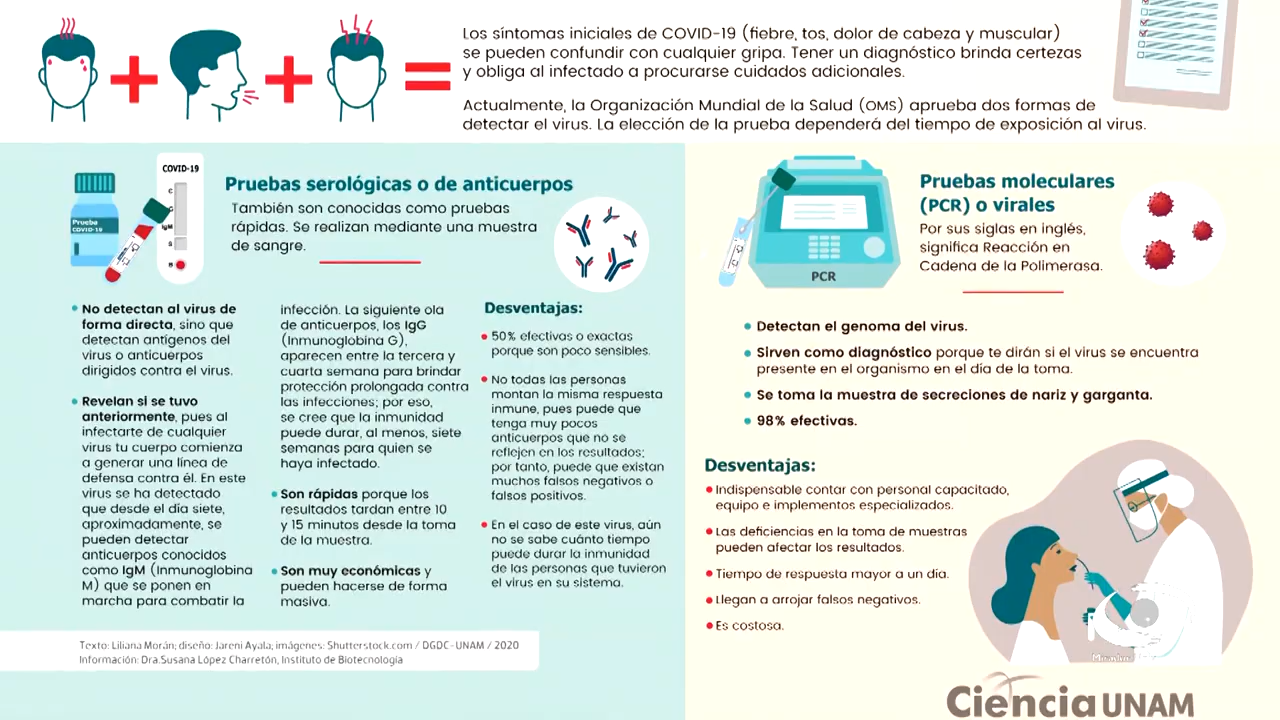 Los síntomas iniciales de COVID-19 (fiebre, tos, dolor de cabeza y muscular)
se pueden confundir con cualquier gripa. Tener un diagnóstico brinda certezas
y obliga al infectado a procurarse cuidados adicionales.
Actualmente, la Organización Mundial de la Salud (OMS) aprueba dos formas de
detectar el virus. La elección de la prueba dependerá del tiempo de exposición al virus.
Prueba
COVID-19
COVID-19
C
G
IgM
S
B
Pruebas serológicas o de anticuerpos
También son conocidas como pruebas
rápidas. Se realizan mediante una muestra
de sangre.
• No detectan al virus de
forma directa, sino que
detectan antígenos del
virus o anticuerpos
dirigidos contra el virus.
• Revelan si se tuvo
anteriormente, pues al
infectarte de cualquier
virus tu cuerpo comienza
a generar una línea de
defensa contra él. En este
virus se ha detectado
que desde el día siete,
aproximadamente, se
pueden detectar
anticuerpos conocidos
como IgM (Inmunoglobina
M) que se ponen en
marcha para combatir la
infección. La siguiente ola
de anticuerpos, los IgG
(Inmunoglobina G),
aparecen entre la tercera y
cuarta semana para brindar
protección prolongada contra
las infecciones; por eso,
se cree que la inmunidad
puede durar, al menos, siete
semanas para quien se
haya infectado.
• Son rápidas porque los
resultados tardan entre 10
y 15 minutos desde la toma
de la muestra.
• Son muy económicas y
pueden hacerse de forma
masiva.
Desventajas:
• 50% efectivas o exactas
porque son poco sensibles.
• No todas las personas
montan la misma respuesta
inmune, pues puede que
tenga muy pocos
anticuerpos que no se
reflejen en los resultados;
por tanto, puede que existan
muchos falsos negativos o
falsos positivos.
• En el caso de este virus, aún
no se sabe cuánto tiempo
puede durar la inmunidad
de las personas que tuvieron
el virus en su sistema.
Texto: Liliana Morán; diseño: Jareni Ayala; imágenes: Shutterstock.com / DGDC-UNAM / 2020
Información: Dra.Susana López Charretón, Instituto de Biotecnología
PCR
Pruebas moleculares
(PCR) o virales
Por sus siglas en inglés,
significa Reacción en
Cadena de la Polimerasa.
• Detectan el genoma del virus.
• Sirven como diagnóstico porque te dirán si el virus se encuentra
presente en el organismo en el día de la toma.
• Se toma la muestra de secreciones de nariz y garganta.
• 98% efectivas.
Desventajas:
• Indispensable contar con personal capacitado,
equipo e implementos especializados.
• Las deficiencias en la toma de muestras
pueden afectar los resultados.
• Tiempo de respuesta mayor a un día.
• Llegan a arrojar falsos negativos.
• Es costosa.
Ciencia UNAM